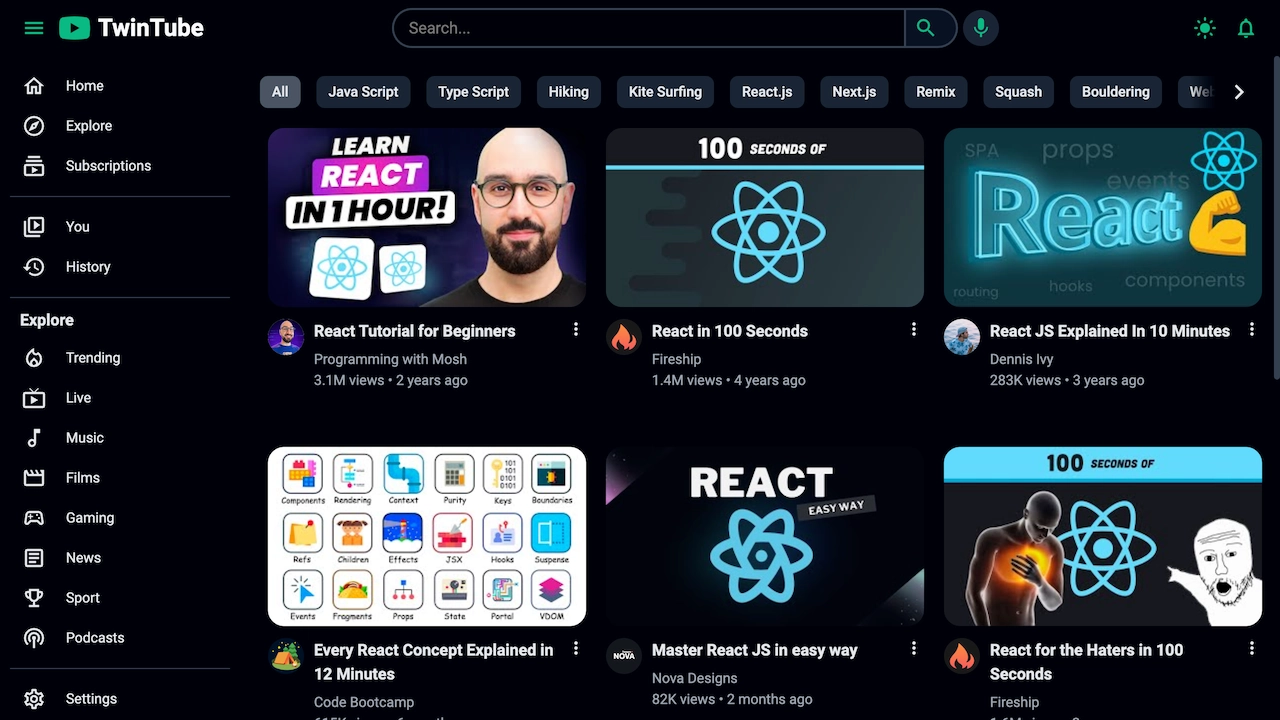 TwinTube
Search...
Home
Explore
Subscriptions
You
History
Explore
Trending
Live
Music
Films
Gaming
News
Sport
Podcasts
Settings
All
Java Script
Type Script
Hiking
Kite Surfing
React.js
Next.js
Remix
Squash
Bouldering
LEARN
REACT
IN 1 HOUR!
React Tutorial for Beginners
Programming with Mosh
3.1M views • 2 years ago
100 SECONDS OF
React in 100 Seconds
Fireship
1.4M views • 4 years ago
SPA
props
events
React
components
hooks
routing
React JS Explained In 10 Minutes
Dennis Ivy
283K views • 3 years ago
Components Rendering Context Purity Keys Boundaries
101
101
0101
Refs Children Effects JSX Hooks Suspense
Events Fragments Props State Portal VDOM
Every React Concept Explained in
12 Minutes
Code Bootcamp
REACT
EASY WAY
NOVA
Master React JS in easy way
Nova Designs
82K views • 2 months ago
100 SECONDS OF
React for the Haters in 100
Seconds
Fireship